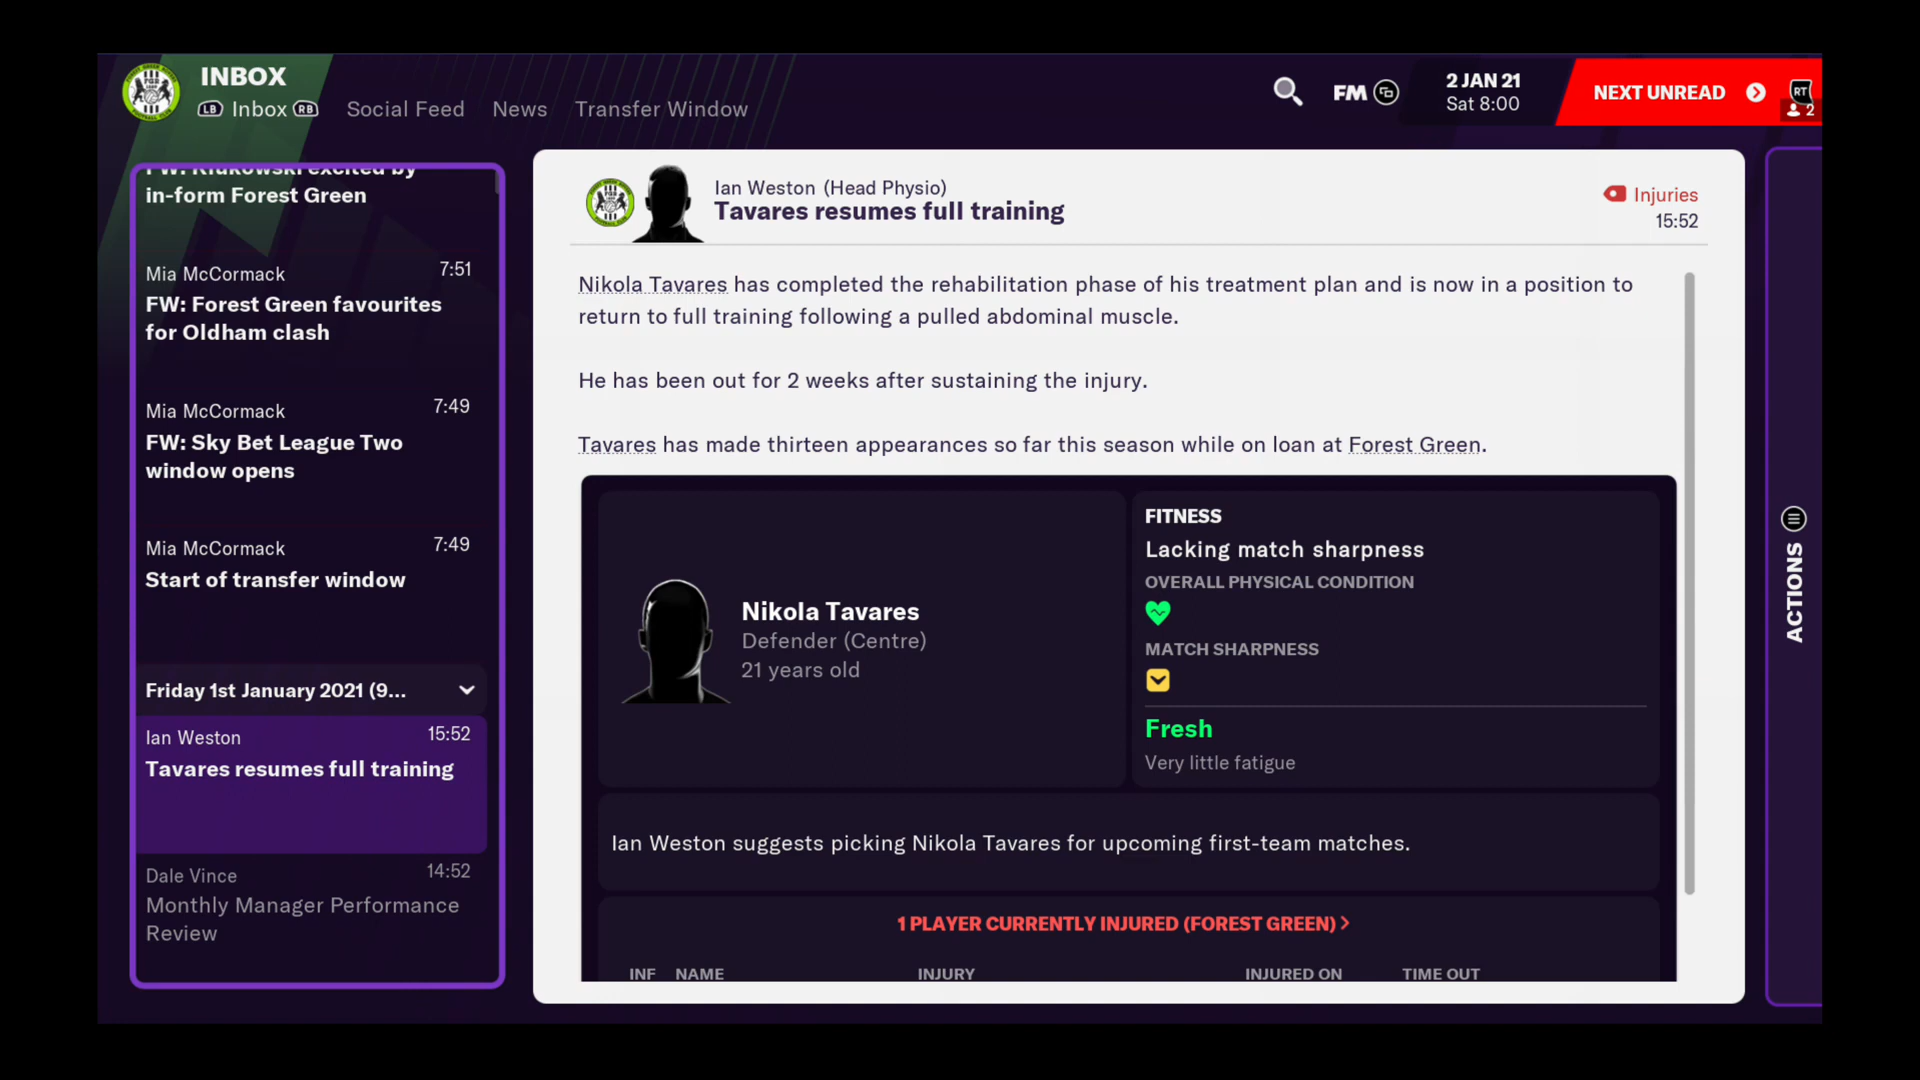 INBOX
LB Inbox RB Social Feed News Transfer Window
FM
2 JAN 21
Sat 8:00
NEXT UNREAD
RT
2
FW: Krukowski excited by
in-form Forest Green
Mia McCormack 7:51
FW: Forest Green favourites
for Oldham clash
Mia McCormack 7:49
FW: Sky Bet League Two
window opens
Mia McCormack 7:49
Start of transfer window
Friday 1st January 2021 (9...
Ian Weston 15:52
Tavares resumes full training
Dale Vince 14:52
Monthly Manager Performance
Review
Ian Weston (Head Physio)
Tavares resumes full training
Injuries
15:52
Nikola Tavares has completed the rehabilitation phase of his treatment plan and is now in a position to
return to full training following a pulled abdominal muscle.
He has been out for 2 weeks after sustaining the injury.
Tavares has made thirteen appearances so far this season while on loan at Forest Green.
Nikola Tavares
Defender (Centre)
21 years old
FITNESS
Lacking match sharpness
OVERALL PHYSICAL CONDITION
MATCH SHARPNESS
Fresh
Very little fatigue
Ian Weston suggests picking Nikola Tavares for upcoming first-team matches.
1 PLAYER CURRENTLY INJURED (FOREST GREEN) >
INF NAME INJURY INJURED ON TIME OUT
ACTIONS